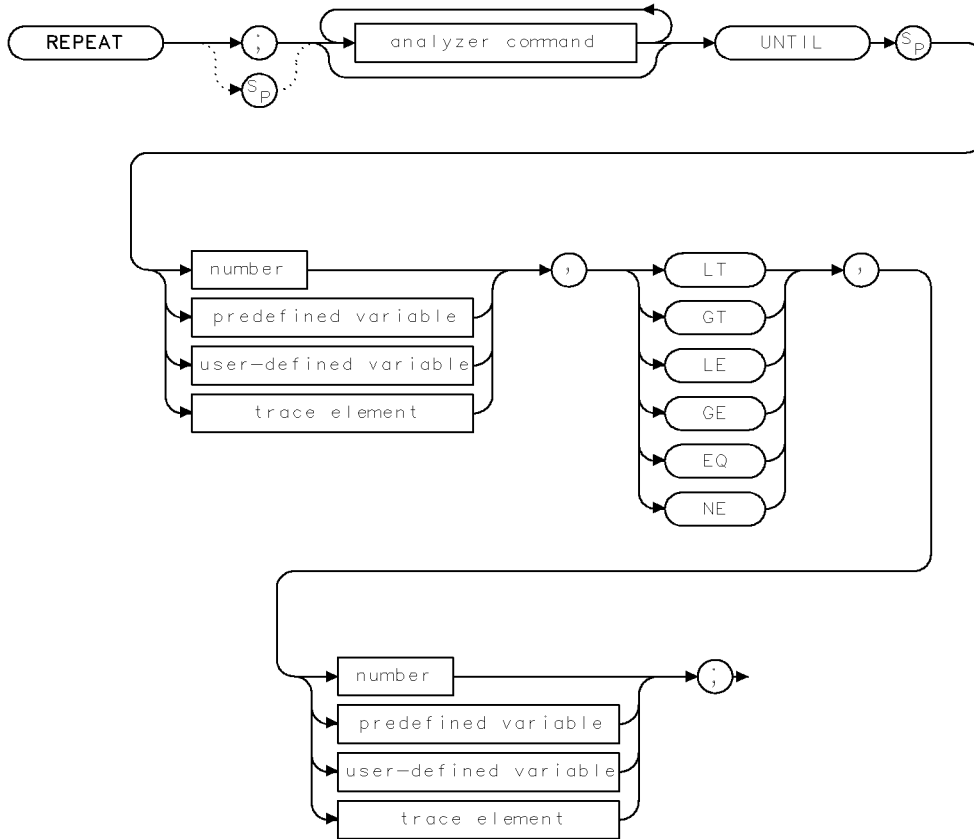 REPEAT ; analyzer command UNTIL SP
SP
number , LT ,
predefined variable GT
user-defined variable LE
trace element GE
EQ
NE
number ;
predefined variable
user-defined variable
trace element